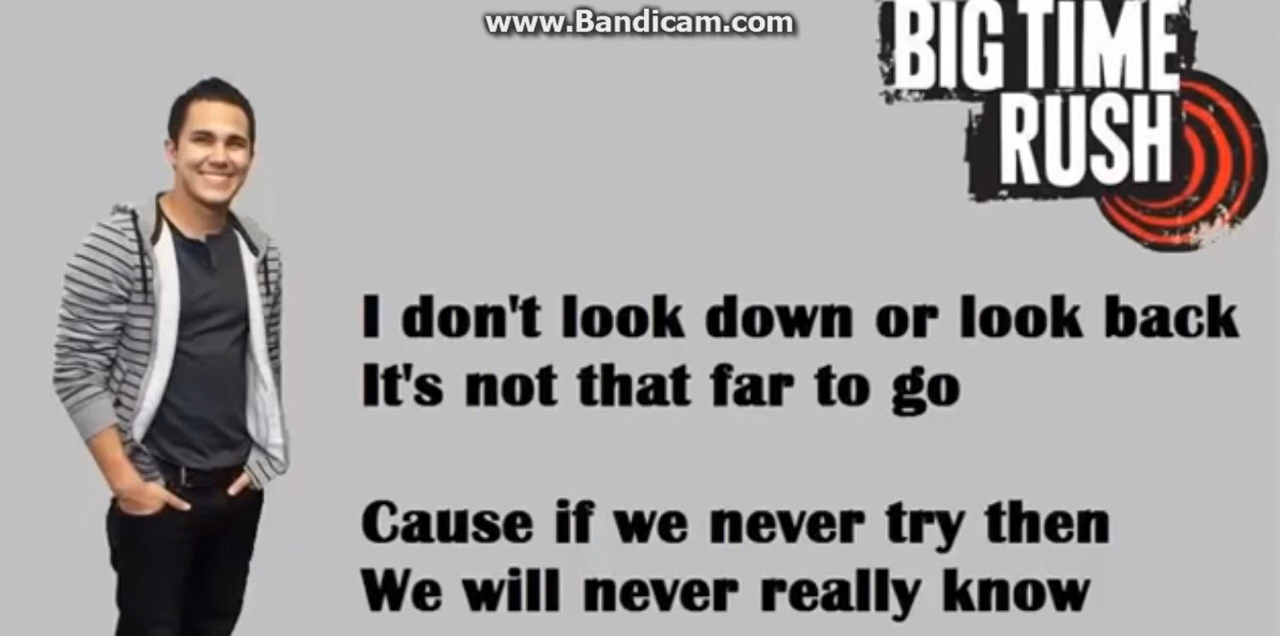 www.Bandicam.com
BIG TIME
RUSH
I don't look down or look back
It's not that far to go
Cause if we never try then
We will never really know